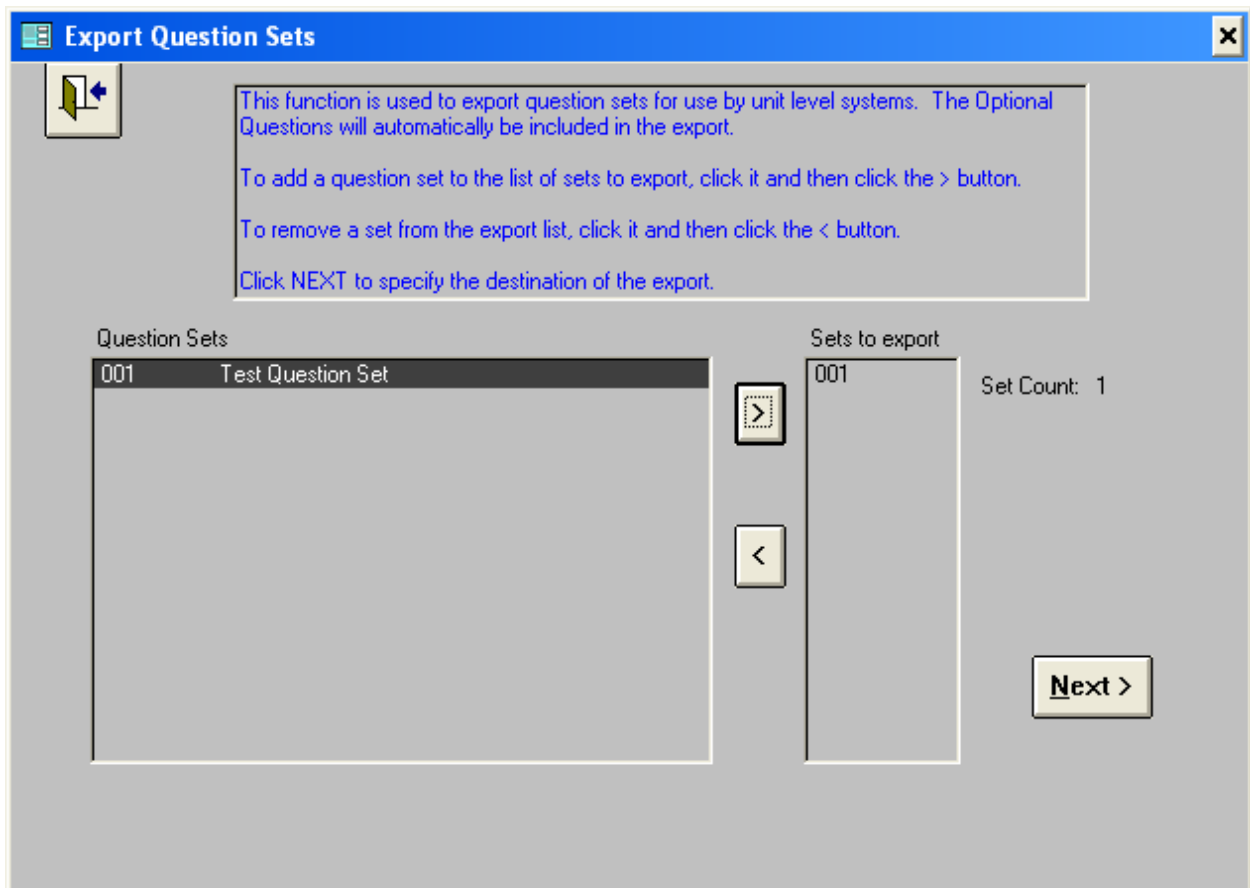 Export Question Sets
This function is used to export question sets for use by unit level systems.  The Optional
Questions will automatically be included in the export.
To add a question set to the list of sets to export, click it and then click the > button.
To remove a set from the export list, click it and then click the < button.
Click NEXT to specify the destination of the export.
Question Sets
Sets to export
001 Test Question Set
>
001
Set Count: 1
<
Next >